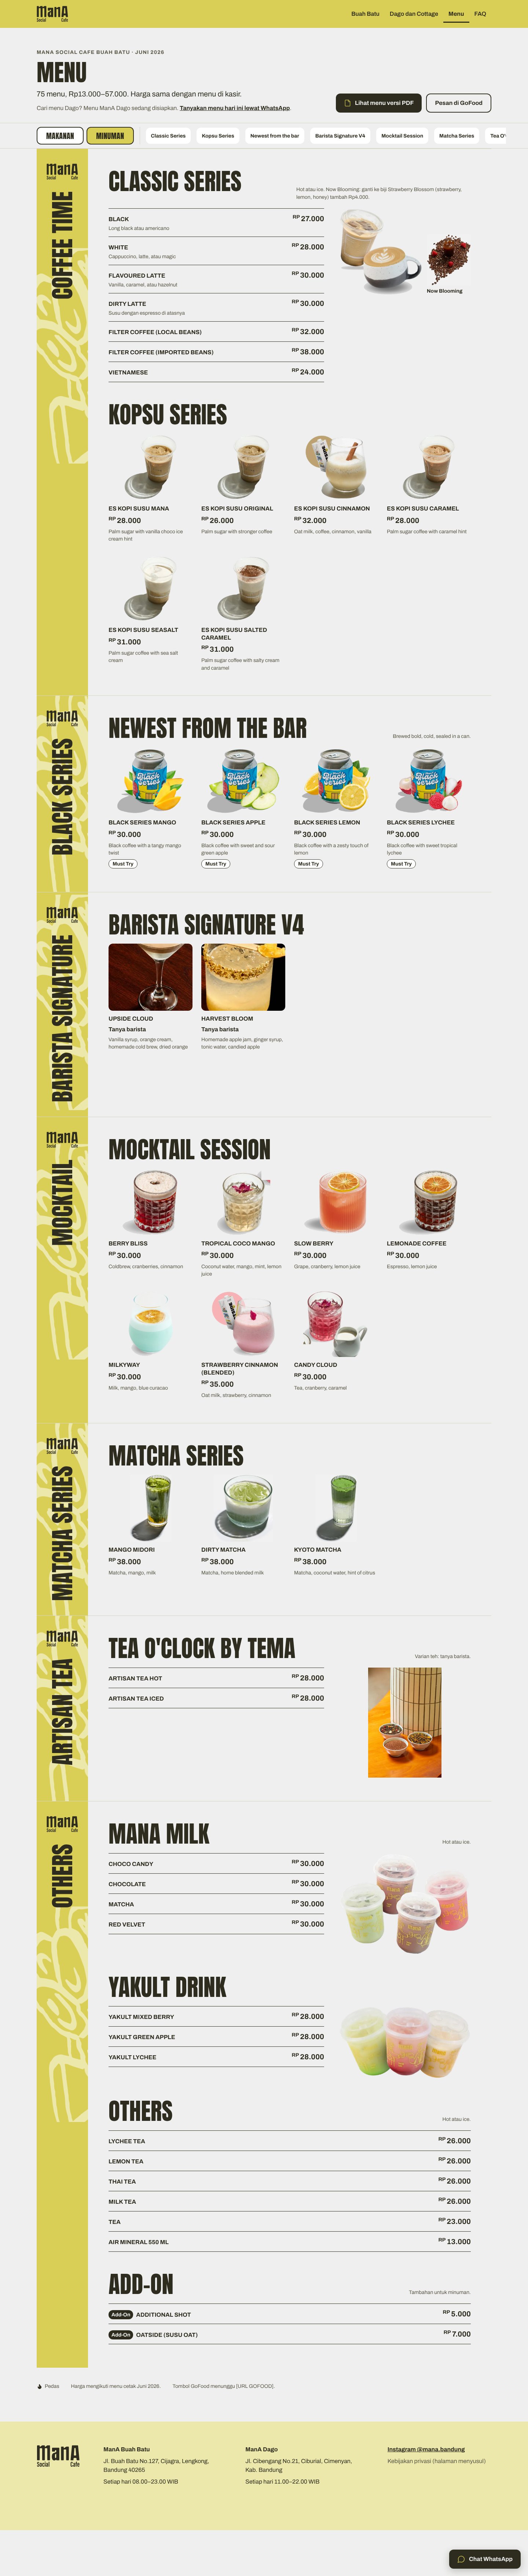 manA
Social Cafe
Buah Batu
Dago dan Cottage
Menu
FAQ
MANA SOCIAL CAFE BUAH BATU · JUNI 2026
MENU
75 menu, Rp13.000–57.000. Harga sama dengan menu di kasir.
Cari menu Dago? Menu ManA Dago sedang disiapkan. Tanyakan menu hari ini lewat WhatsApp.
Lihat menu versi PDF
Pesan di GoFood
MAKANAN
MINUMAN
Classic Series
Kopsu Series
Newest from the bar
Barista Signature V4
Mocktail Session
Matcha Series
Tea O'
manA
Social Cafe
COFFEE TIME
CLASSIC SERIES
Hot atau ice. Now Blooming: ganti ke biji Strawberry Blossom (strawberry,
lemon, honey) tambah Rp4.000.
BLACK
RP 27.000
Long black atau americano
WHITE
RP 28.000
Cappuccino, latte, atau magic
FLAVOURED LATTE
RP 30.000
Vanilla, caramel, atau hazelnut
DIRTY LATTE
RP 30.000
Susu dengan espresso di atasnya
FILTER COFFEE (LOCAL BEANS)
RP 32.000
FILTER COFFEE (IMPORTED BEANS)
RP 38.000
VIETNAMESE
RP 24.000
Now Blooming
KOPSU SERIES
ES KOPI SUSU MANA
RP 28.000
Palm sugar with vanilla choco ice
cream hint
ES KOPI SUSU ORIGINAL
RP 26.000
Palm sugar with stronger coffee
ES KOPI SUSU CINNAMON
RP 32.000
Oat milk, coffee, cinnamon, vanilla
ES KOPI SUSU CARAMEL
RP 28.000
Palm sugar coffee with caramel hint
ES KOPI SUSU SEASALT
RP 31.000
Palm sugar coffee with sea salt
cream
ES KOPI SUSU SALTED
CARAMEL
RP 31.000
Palm sugar coffee with salty cream
and caramel
manA
Social Cafe
BLACK SERIES
NEWEST FROM THE BAR
Brewed bold, cold, sealed in a can.
Black
Series
Black
Series
Black
Series
Black
Series
BLACK SERIES MANGO
RP 30.000
Black coffee with a tangy mango
twist
Must Try
BLACK SERIES APPLE
RP 30.000
Black coffee with sweet and sour
green apple
Must Try
BLACK SERIES LEMON
RP 30.000
Black coffee with a zesty touch of
lemon
Must Try
BLACK SERIES LYCHEE
RP 30.000
Black coffee with sweet tropical
lychee
Must Try
manA
Social Cafe
BARISTA SIGNATURE
BARISTA SIGNATURE V4
UPSIDE CLOUD
Tanya barista
Vanilla syrup, orange cream,
homemade cold brew, dried orange
HARVEST BLOOM
Tanya barista
Homemade apple jam, ginger syrup,
tonic water, candied apple
manA
Social Cafe
MOCKTAIL
MOCKTAIL SESSION
BERRY BLISS
RP 30.000
Coldbrew, cranberries, cinnamon
TROPICAL COCO MANGO
RP 30.000
Coconut water, mango, mint, lemon
juice
SLOW BERRY
RP 30.000
Grape, cranberry, lemon juice
LEMONADE COFFEE
RP 30.000
Espresso, lemon juice
MILKYWAY
RP 30.000
Milk, mango, blue curacao
STRAWBERRY CINNAMON
(BLENDED)
RP 35.000
Oat milk, strawberry, cinnamon
CANDY CLOUD
RP 30.000
Tea, cranberry, caramel
manA
Social Cafe
MATCHA SERIES
MATCHA SERIES
MANGO MIDORI
RP 38.000
Matcha, mango, milk
DIRTY MATCHA
RP 38.000
Matcha, home blended milk
KYOTO MATCHA
RP 38.000
Matcha, coconut water, hint of citrus
manA
Social Cafe
ARTISAN TEA
TEA O'CLOCK BY TEMA
Varian teh: tanya barista.
ARTISAN TEA HOT
RP 28.000
ARTISAN TEA ICED
RP 28.000
manA
Social Cafe
OTHERS
MANA MILK
Hot atau ice.
CHOCO CANDY
RP 30.000
CHOCOLATE
RP 30.000
MATCHA
RP 30.000
RED VELVET
RP 30.000
YAKULT DRINK
YAKULT MIXED BERRY
RP 28.000
YAKULT GREEN APPLE
RP 28.000
YAKULT LYCHEE
RP 28.000
OTHERS
Hot atau ice.
LYCHEE TEA
RP 26.000
LEMON TEA
RP 26.000
THAI TEA
RP 26.000
MILK TEA
RP 26.000
TEA
RP 23.000
AIR MINERAL 550 ML
RP 13.000
ADD-ON
Tambahan untuk minuman.
Add-On ADDITIONAL SHOT
RP 5.000
Add-On OATSIDE (SUSU OAT)
RP 7.000
Pedas
Harga mengikuti menu cetak Juni 2026.
Tombol GoFood menunggu [URL GOFOOD].
manA
Social Cafe
ManA Buah Batu
Jl. Buah Batu No.127, Cijagra, Lengkong,
Bandung 40265
Setiap hari 08.00–23.00 WIB
ManA Dago
Jl. Cibengang No.21, Ciburial, Cimenyan,
Kab. Bandung
Setiap hari 11.00–22.00 WIB
Instagram @mana.bandung
Kebijakan privasi (halaman menyusul)
Chat WhatsApp